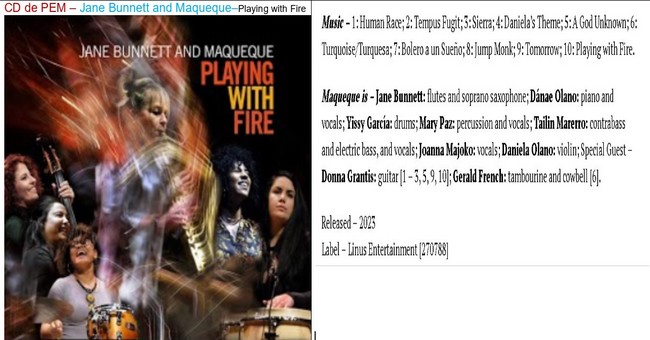 CD de PEM – Jane Bunnett and Maqueque–Playing with Fire
JANE BUNNETT AND MAQUEQUE
PLAYING
WITH
FIRE
Music – 1: Human Race; 2: Tempus Fugit; 3: Sierra; 4: Daniela's Theme; 5: A God Unknown; 6:
Turquoise/Turquesa; 7: Bolero a un Sueño; 8: Jump Monk; 9: Tomorrow; 10: Playing with Fire.
Maqueque is – Jane Bunnett: flutes and soprano saxophone; Dánae Olano: piano and
vocals; Yissy García: drums; Mary Paz: percussion and vocals; Tailin Marrero: contrabass
and electric bass, and vocals; Joanna Majoko: vocals; Daniela Olano: violin; Special Guest –
Donna Grantis: guitar [1 – 3, 5, 9, 10]; Gerald French: tambourine and cowbell [6].
Released – 2023
Label – Linus Entertainment [270788]